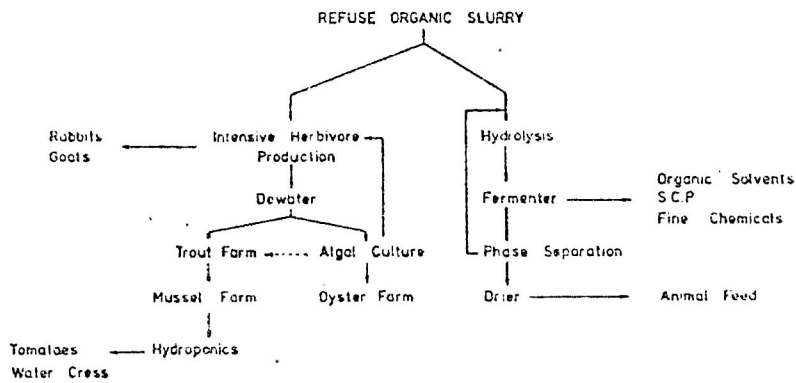 REFUSE ORGANIC SLURRY
Rabbits
Goats
Intensive Herbivore
Production
Hydrolysis
Dewater
Fermenter
Organic Solvents
S.C.P
Fine Chemicals
Trout Farm
Algal Culture
Phase Separation
Mussel Farm
Oyster Farm
Drier
Animal Feed
Tomatoes
Water Cress
Hydroponics